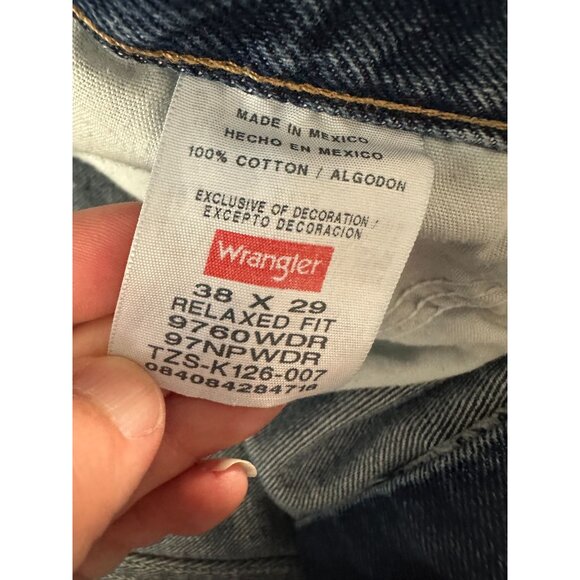 MADE IN MEXICO
HECHO EN MEXICO
100% COTTON / ALGODON
EXCLUSIVE OF DECORATION /
EXCEPTO DECORACION
Wrangler
38 X 29
RELAXED FIT
9760WDR
97NPWDR
TZS-K126-007
084084284718